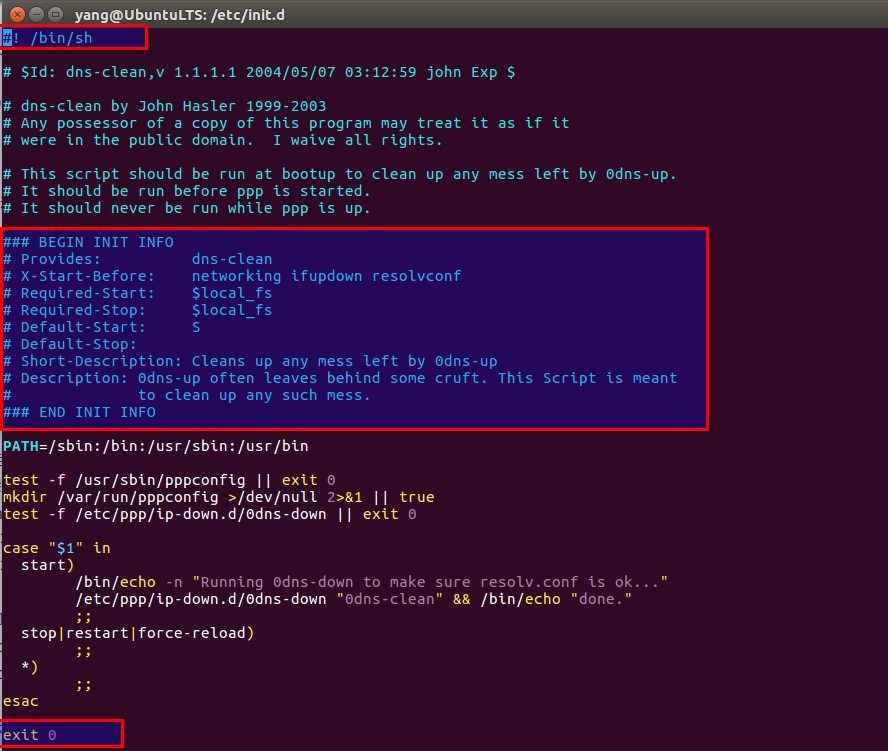 yang@UbuntuLTS: /etc/init.d
#! /bin/sh
# $Id: dns-clean,v 1.1.1.1 2004/05/07 03:12:59 john Exp $
# dns-clean by John Hasler 1999-2003
# Any possessor of a copy of this program may treat it as if it
# were in the public domain.  I waive all rights.
# This script should be run at bootup to clean up any mess left by 0dns-up.
# It should be run before ppp is started.
# It should never be run while ppp is up.
### BEGIN INIT INFO
# Provides:          dns-clean
# X-Start-Before:    networking ifupdown resolvconf
# Required-Start:    $local_fs
# Required-Stop:     $local_fs
# Default-Start:     S
# Default-Stop:
# Short-Description: Cleans up any mess left by 0dns-up
# Description: 0dns-up often leaves behind some cruft. This Script is meant
#              to clean up any such mess.
### END INIT INFO
PATH=/sbin:/bin:/usr/sbin:/usr/bin
test -f /usr/sbin/pppconfig || exit 0
mkdir /var/run/pppconfig >/dev/null 2>&1 || true
test -f /etc/ppp/ip-down.d/0dns-down || exit 0
case "$1" in
  start)
        /bin/echo -n "Running 0dns-down to make sure resolv.conf is ok..."
        /etc/ppp/ip-down.d/0dns-down "0dns-clean" && /bin/echo "done."
        ;;
  stop|restart|force-reload)
        ;;
  *)
        ;;
esac
exit 0